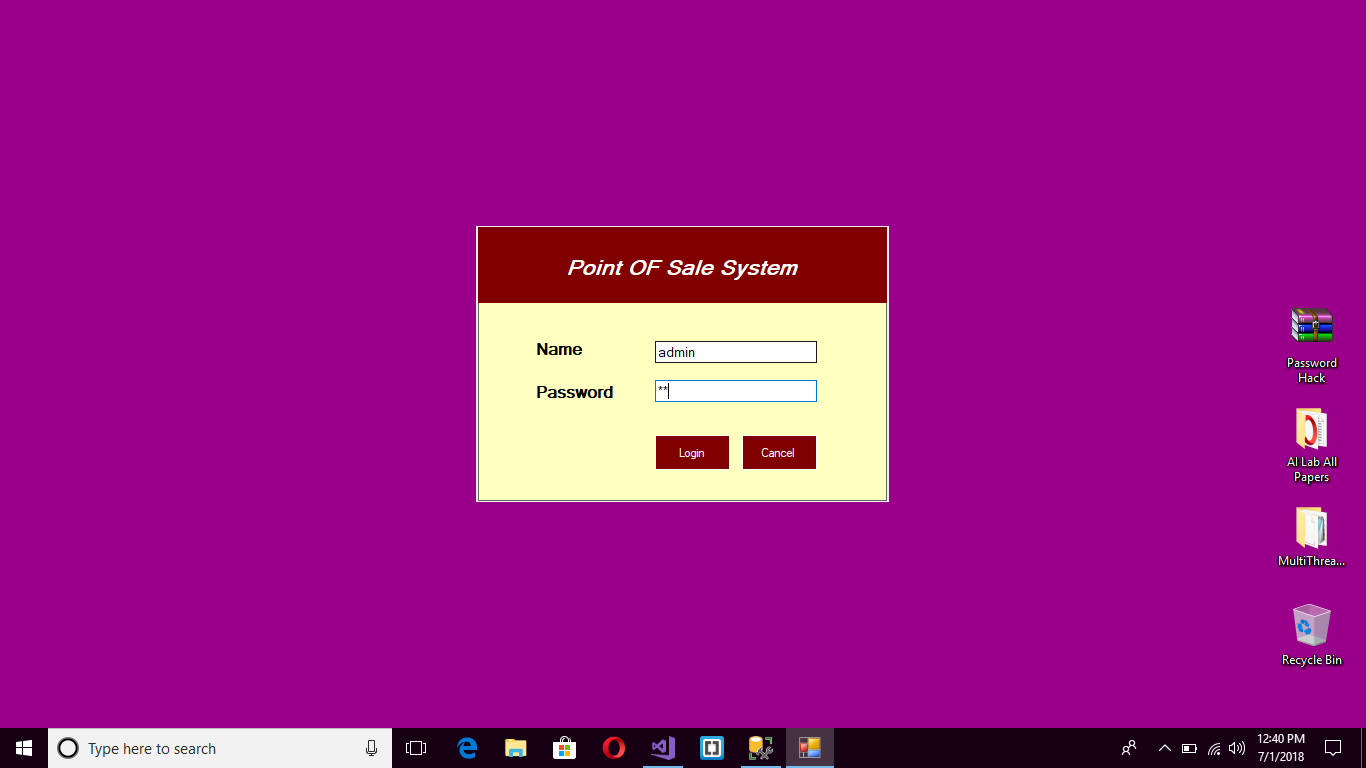 Point OF Sale System
Name
admin
Password
**
Login
Cancel
Password
Hack
AI Lab All
Papers
MultiThrea...
Recycle Bin
Type here to search
12:40 PM
7/1/2018